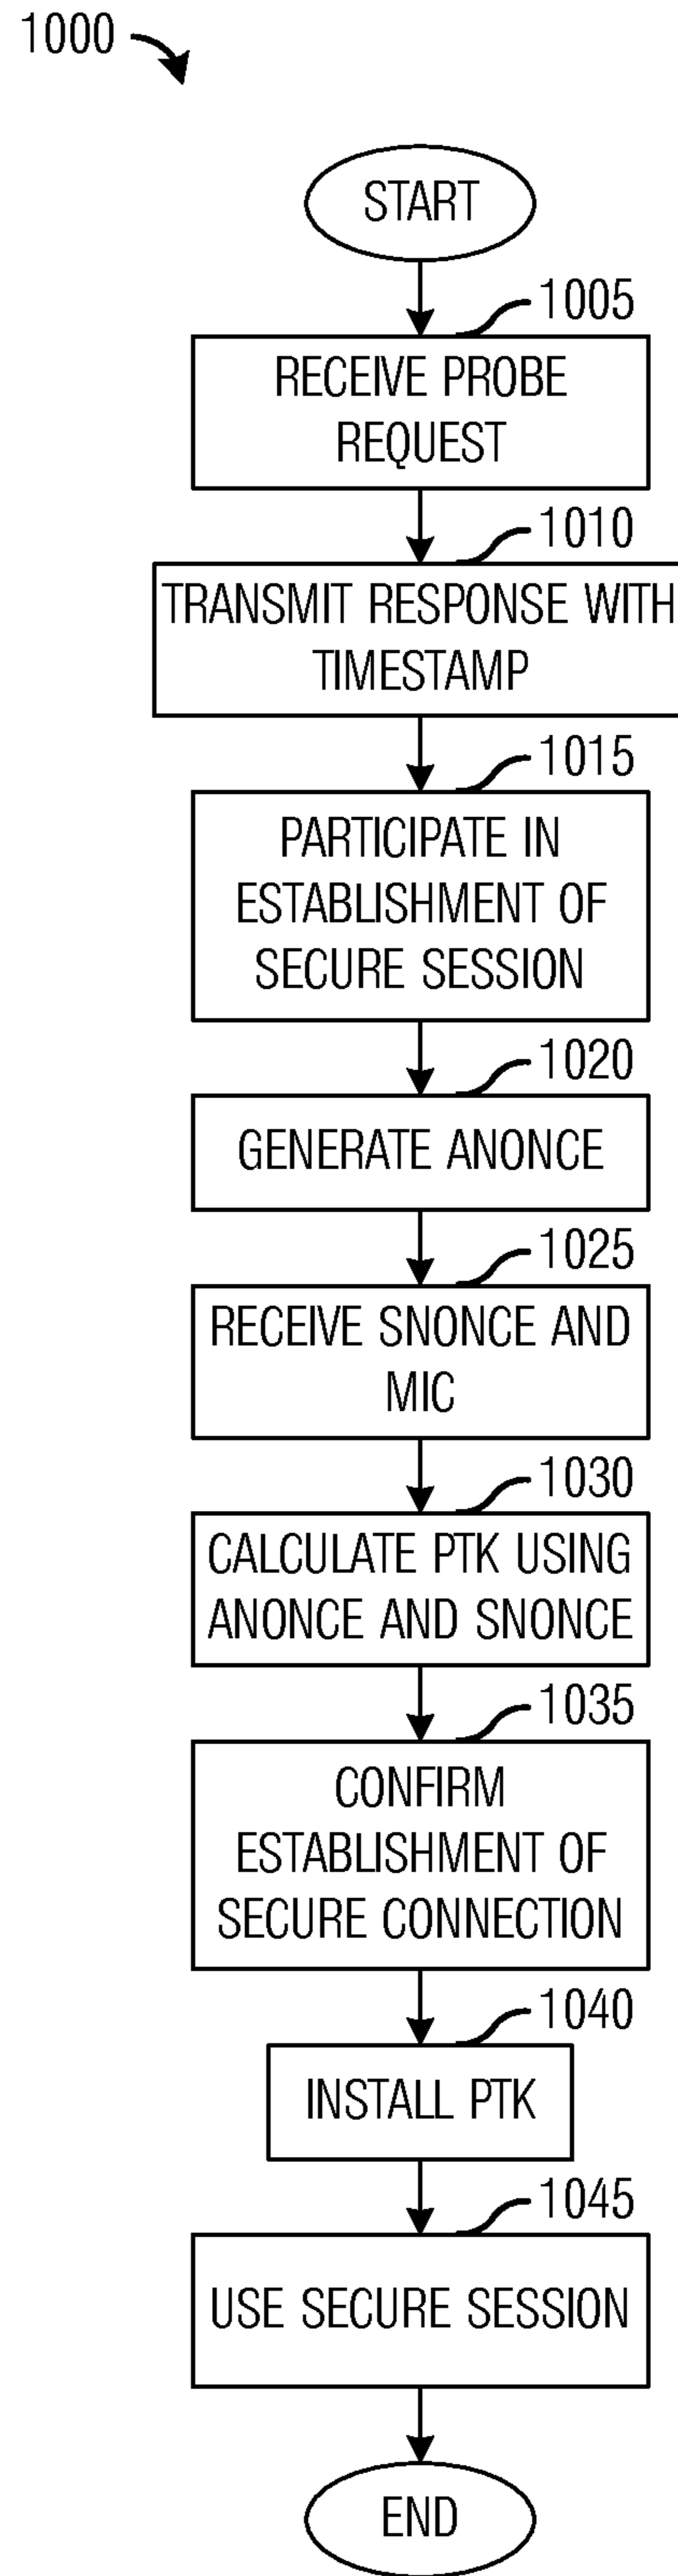 1000
START
1005
RECEIVE PROBE
REQUEST
1010
TRANSMIT RESPONSE WITH
TIMESTAMP
1015
PARTICIPATE IN
ESTABLISHMENT OF
SECURE SESSION
1020
GENERATE ANONCE
1025
RECEIVE SNONCE AND
MIC
1030
CALCULATE PTK USING
ANONCE AND SNONCE
1035
CONFIRM
ESTABLISHMENT OF
SECURE CONNECTION
1040
INSTALL PTK
1045
USE SECURE SESSION
END